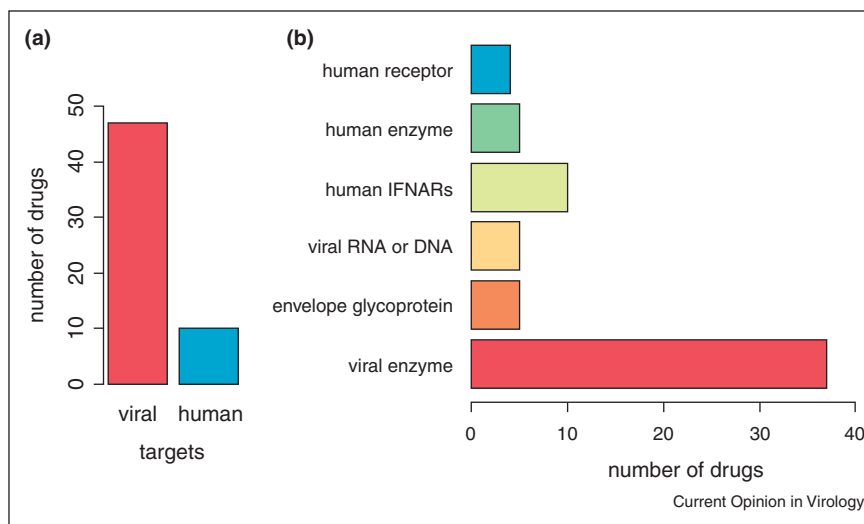 (a)
50
40
30
20
10
0
number of drugs
viral human
targets
(b)
human receptor
human enzyme
human IFNARs
viral RNA or DNA
envelope glycoprotein
viral enzyme
0 10 20 30 40
number of drugs
Current Opinion in Virology